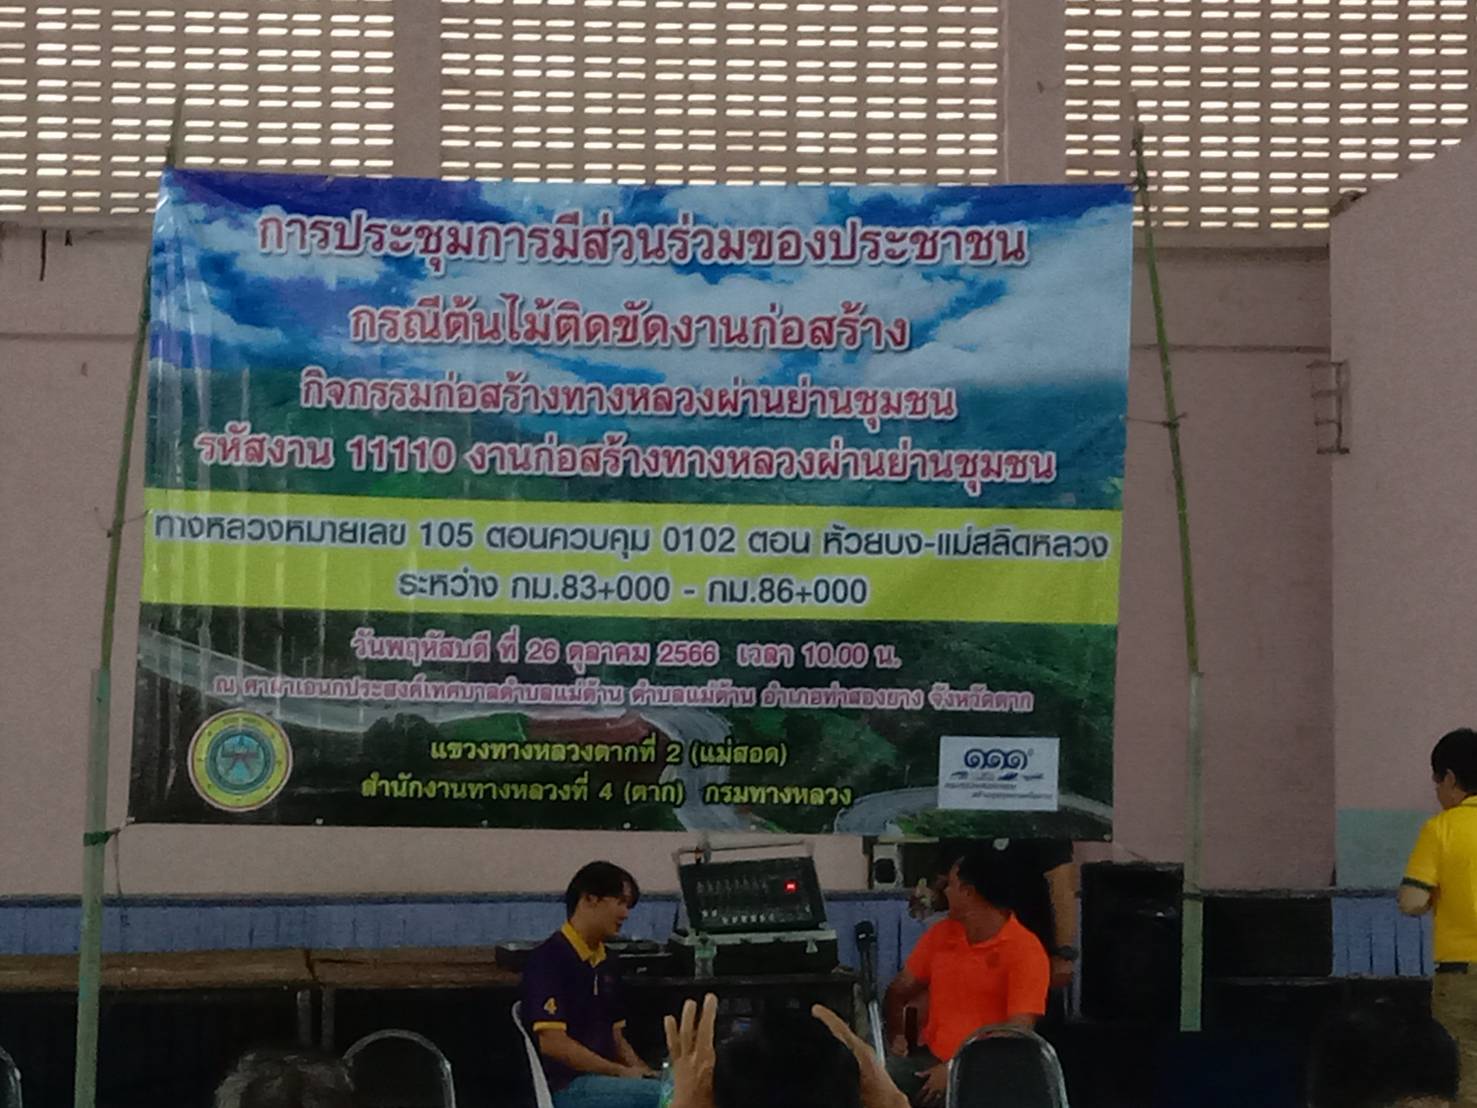 การประชุมการมีส่วนร่วมของประชาชน
กรณีต้นไม้ติดขัดงานก่อสร้าง
กิจกรรมก่อสร้างทางหลวงผ่านย่านชุมชน
รหัสงาน 11110 งานก่อสร้างทางหลวงผ่านย่านชุมชน
ทางหลวงหมายเลข 105 ตอนควบคุม 0102 ตอน ห้วยบง-แม่สลิดหลวง
ระหว่าง กม.83+000 - กม.86+000
วันพฤหัสบดี ที่ 26 ตุลาคม 2566 เวลา 10.00 น.
ณ ศาลาเอนกประสงค์เทศบาลตำบลแม่ต้าน ตำบลแม่ต้าน อำเภอท่าสองยาง จังหวัดตาก
แขวงทางหลวงตากที่ 2 (แม่สอด)
สำนักงานทางหลวงที่ 4 (ตาก) กรมทางหลวง
๑๑๑
4